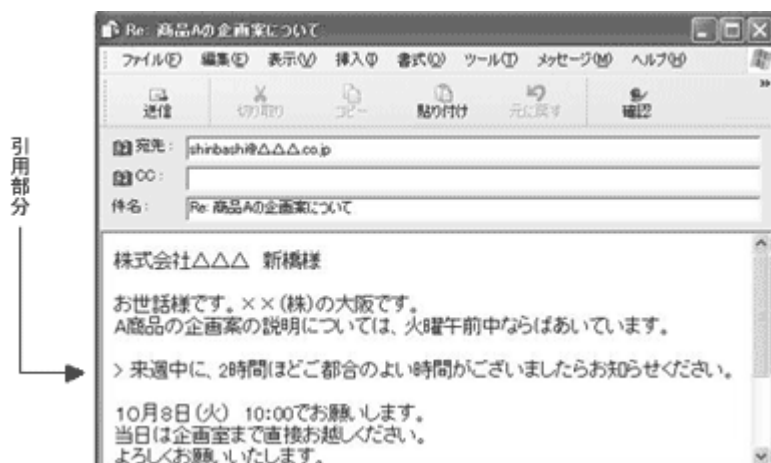 Re: 商品Aの企画案について
ファイル(F) 編集(E) 表示(V) 挿入(I) 書式(O) ツール(T) メッセージ(M) ヘルプ(H)
送信 切り取り コピー 貼り付け 元に戻す 確認
宛先: shinbashi@△△△.co.jp
CC:
件名: Re: 商品Aの企画案について
引用部分
株式会社△△△ 新橋様
お世話様です。××(株)の大阪です。
A商品の企画案の説明については、火曜午前中ならばあいています。
> 来週中に、2時間ほどご都合のよい時間がございましたらお知らせください。
10月8日(火) 10:00でお願いします。
当日は企画室まで直接お越しください。
よろしくお願いいたします。